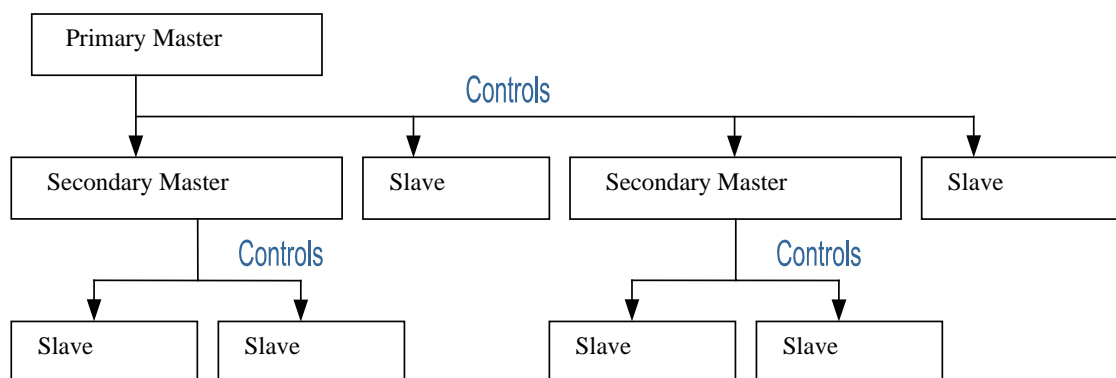 Primary Master
Controls
Secondary Master
Slave
Secondary Master
Slave
Controls
Controls
Slave
Slave
Slave
Slave